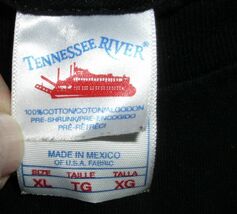 TENNESSEE RIVER®
100% COTTON/COTON/ALGODON
PRE-SHRUNK/PRE-ENCOGIDO
PRÉ-RÉTRÉCI
MADE IN MEXICO
OF U.S.A. FABRIC
SIZE TAILLE TALLA
XL TG XG